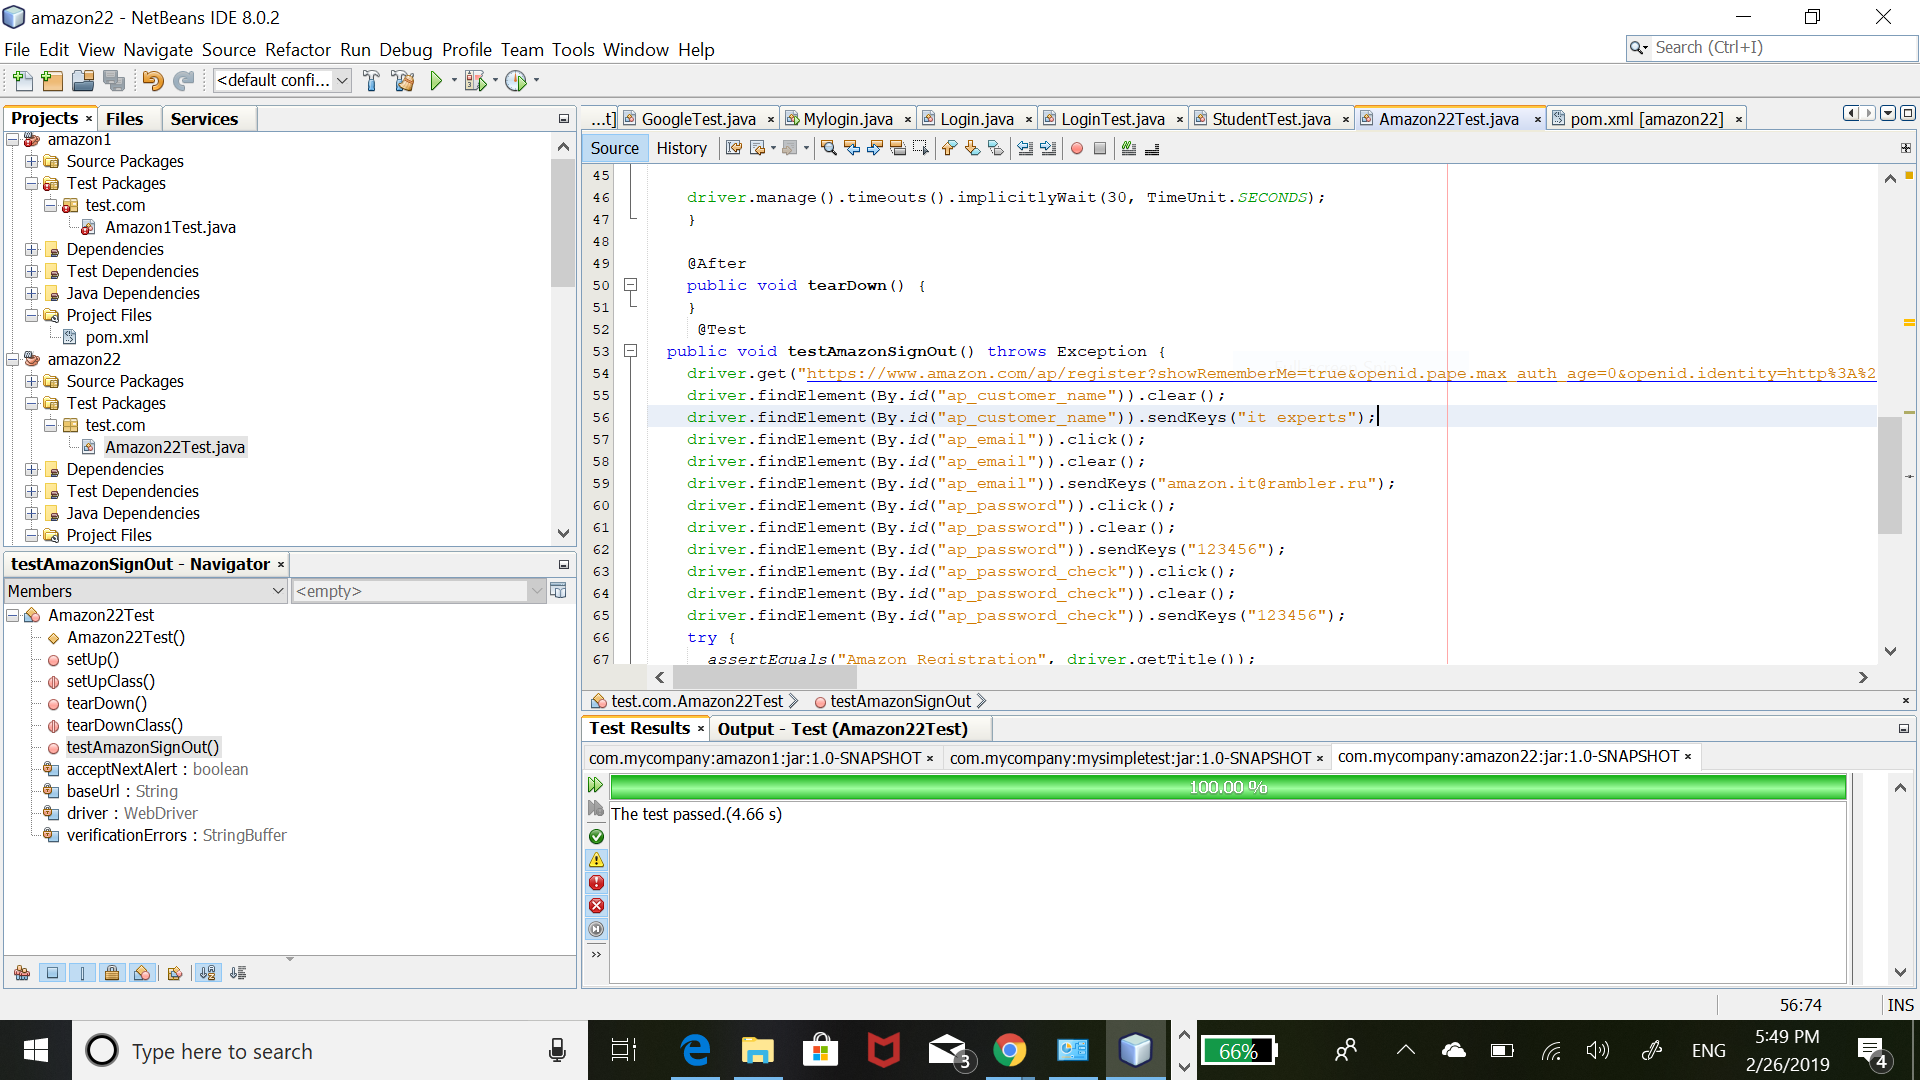 amazon22 - NetBeans IDE 8.0.2
File Edit View Navigate Source Refactor Run Debug Profile Team Tools Window Help
Search (Ctrl+I)
<default confi...
Projects
Files
Services
amazon1
Source Packages
Test Packages
test.com
Amazon1Test.java
Dependencies
Test Dependencies
Java Dependencies
Project Files
pom.xml
amazon22
Source Packages
Test Packages
test.com
Amazon22Test.java
Dependencies
Test Dependencies
Java Dependencies
Project Files
testAmazonSignOut - Navigator
Members
<empty>
Amazon22Test
Amazon22Test()
setUp()
setUpClass()
tearDown()
tearDownClass()
testAmazonSignOut()
acceptNextAlert : boolean
baseUrl : String
driver : WebDriver
verificationErrors : StringBuffer
...t] GoogleTest.java Mylogin.java Login.java LoginTest.java StudentTest.java Amazon22Test.java pom.xml [amazon22]
Source History
45
46 driver.manage().timeouts().implicitlyWait(30, TimeUnit.SECONDS);
47 }
48
49 @After
50 public void tearDown() {
51 }
52 @Test
53 public void testAmazonSignOut() throws Exception {
54 driver.get("https://www.amazon.com/ap/register?showRememberMe=true&openid.pape.max_auth_age=0&openid.identity=http%3A%2
55 driver.findElement(By.id("ap_customer_name")).clear();
56 driver.findElement(By.id("ap_customer_name")).sendKeys("it experts");
57 driver.findElement(By.id("ap_email")).click();
58 driver.findElement(By.id("ap_email")).clear();
59 driver.findElement(By.id("ap_email")).sendKeys("amazon.it@rambler.ru");
60 driver.findElement(By.id("ap_password")).click();
61 driver.findElement(By.id("ap_password")).clear();
62 driver.findElement(By.id("ap_password")).sendKeys("123456");
63 driver.findElement(By.id("ap_password_check")).click();
64 driver.findElement(By.id("ap_password_check")).clear();
65 driver.findElement(By.id("ap_password_check")).sendKeys("123456");
66 try {
67 assertEquals("Amazon Registration", driver.getTitle());
test.com.Amazon22Test testAmazonSignOut
Test Results Output - Test (Amazon22Test)
com.mycompany:amazon1:jar:1.0-SNAPSHOT com.mycompany:mysimpletest:jar:1.0-SNAPSHOT com.mycompany:amazon22:jar:1.0-SNAPSHOT
100.00 %
The test passed.(4.66 s)
56:74 INS
Type here to search
3
66%
ENG
5:49 PM
2/26/2019
4